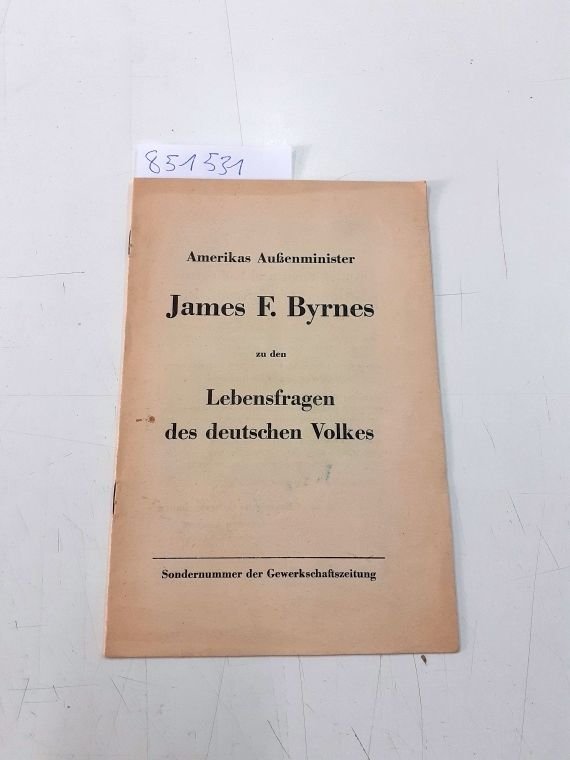 851531
Amerikas Außenminister
James F. Byrnes
zu den
Lebensfragen
des deutschen Volkes
Sondernummer der Gewerkschaftszeitung